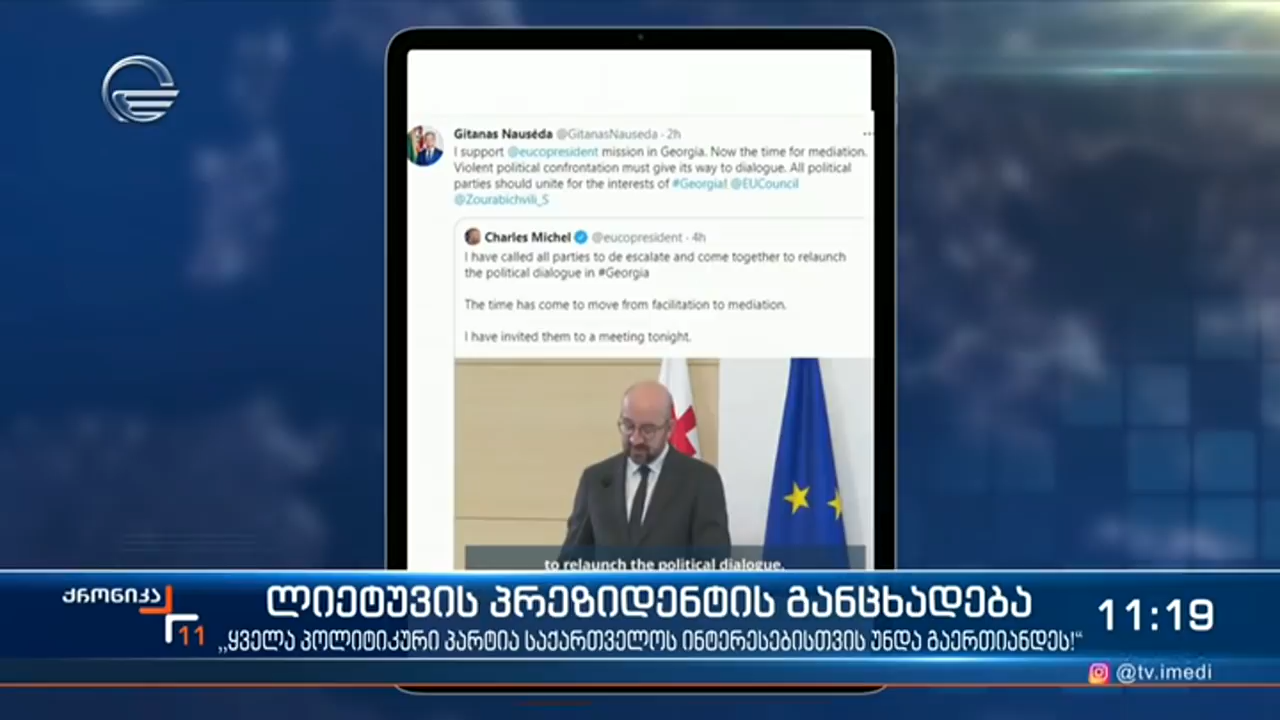 Gitanas Nausėda @GitanasNauseda · 2h
I support @eucopresident mission in Georgia. Now the time for mediation.
Violent political confrontation must give its way to dialogue. All political
parties should unite for the interests of #Georgia! @EUCouncil
@Zourabichvili_S
Charles Michel @eucopresident · 4h
I have called all parties to de escalate and come together to relaunch
the political dialogue in #Georgia
The time has come to move from facilitation to mediation.
I have invited them to a meeting tonight.
to relaunch the political dialogue.
ქრონიკა
11
ლიეტუვის პრეზიდენტის განცხადება
„ყველა პოლიტიკური პარტია საქართველოს ინტერესებისთვის უნდა გაერთიანდეს!“
11:19
@tv.imedi